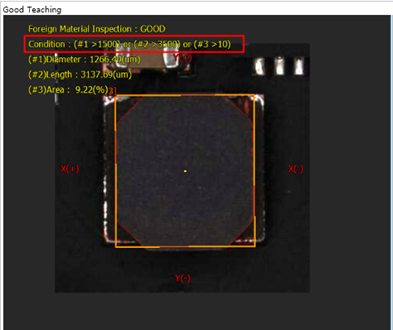 Good Teaching
Foreign Material Inspection : GOOD
Condition : (#1 >1500) or (#2 >3500) or (#3 >10)
(#1)Diameter : 1266.40(um)
(#2)Length : 3137.69(um)
(#3)Area : 9.22(%)
X(+)
X(-)
Y(-)